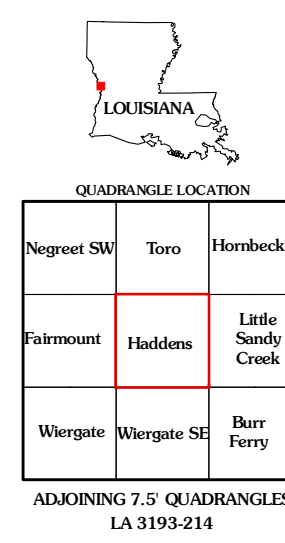 LOUISIANA
QUADRANGLE LOCATION
Negreet SW Toro Hornbeck
Fairmount Haddens Little Sandy Creek
Wiergate Wiergate SE Burr Ferry
ADJOINING 7.5' QUADRANGLES
LA 3193-214